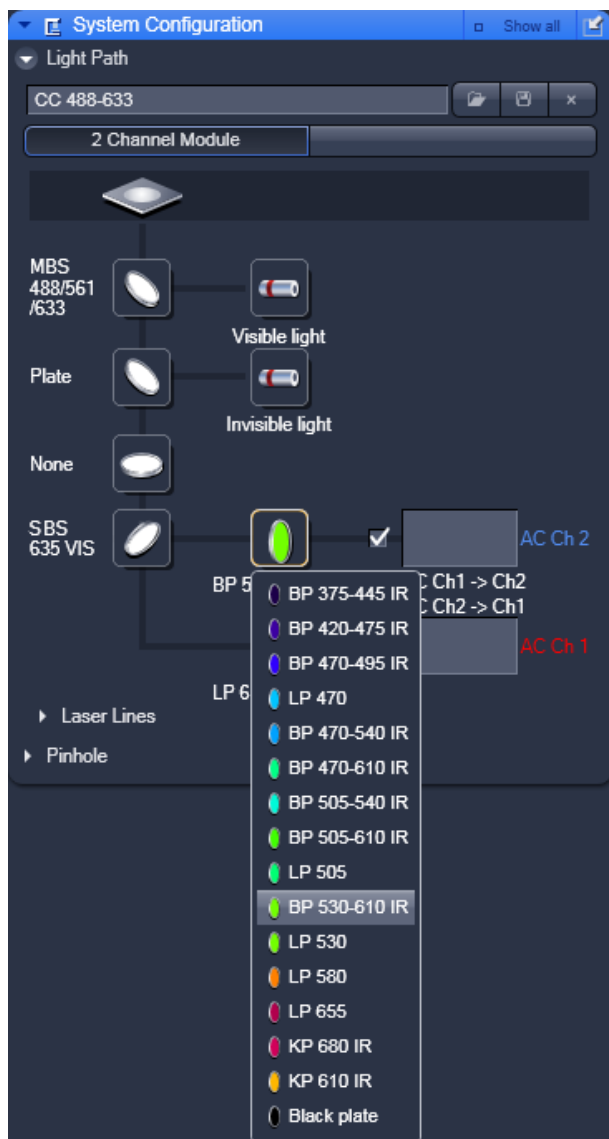 System Configuration
Show all
Light Path
CC 488-633
2 Channel Module
MBS
488/561
/633
Visible light
Plate
Invisible light
None
SBS
635 VIS
AC Ch 2
BP 5
C Ch1 -> Ch2
C Ch2 -> Ch1
AC Ch 1
LP 6
Laser Lines
Pinhole
BP 375-445 IR
BP 420-475 IR
BP 470-495 IR
LP 470
BP 470-540 IR
BP 470-610 IR
BP 505-540 IR
BP 505-610 IR
LP 505
BP 530-610 IR
LP 530
LP 580
LP 655
KP 680 IR
KP 610 IR
Black plate